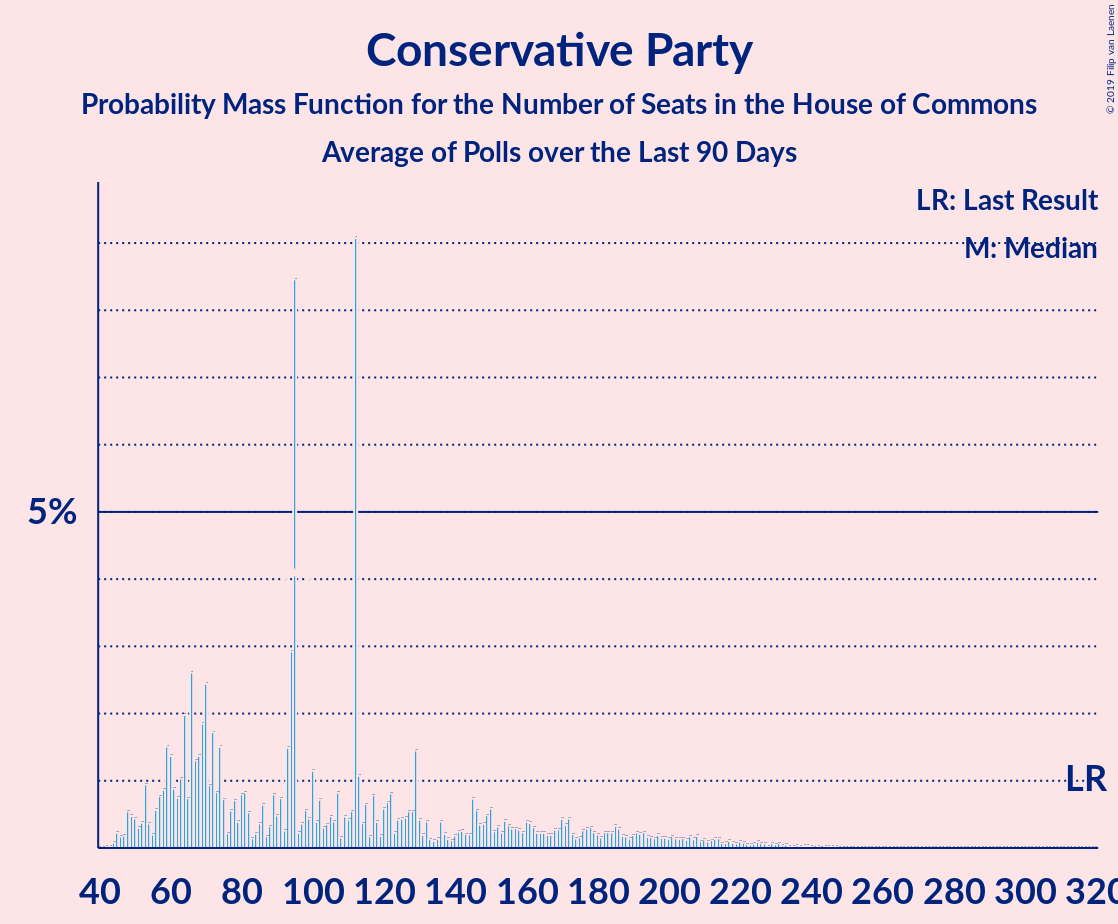 Conservative Party
Probability Mass Function for the Number of Seats in the House of Commons
Average of Polls over the Last 90 Days
© 2019 Filip van Laenen
LR: Last Result
M: Median
5%
LR
40 60 80 100 120 140 160 180 200 220 240 260 280 300 320